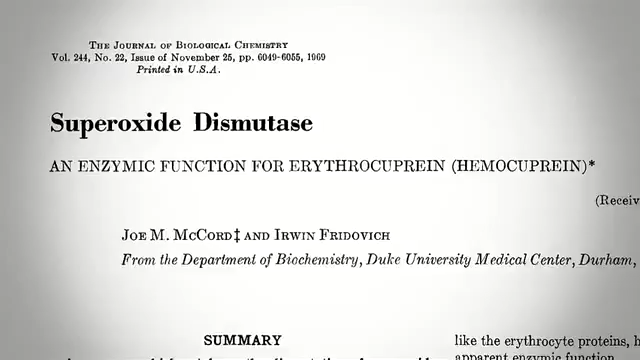 The Journal of Biological Chemistry
Vol. 244, No. 22, Issue of November 25, pp. 6049-6055, 1969
Printed in U.S.A.
Superoxide Dismutase
AN ENZYMIC FUNCTION FOR ERYTHROCUPREIN (HEMOCUPREIN)*
(Receiv
Joe M. McCord‡ and Irwin Fridovich
From the Department of Biochemistry, Duke University Medical Center, Durham,
SUMMARY
like the erythrocyte proteins, h
apparent enzymic function